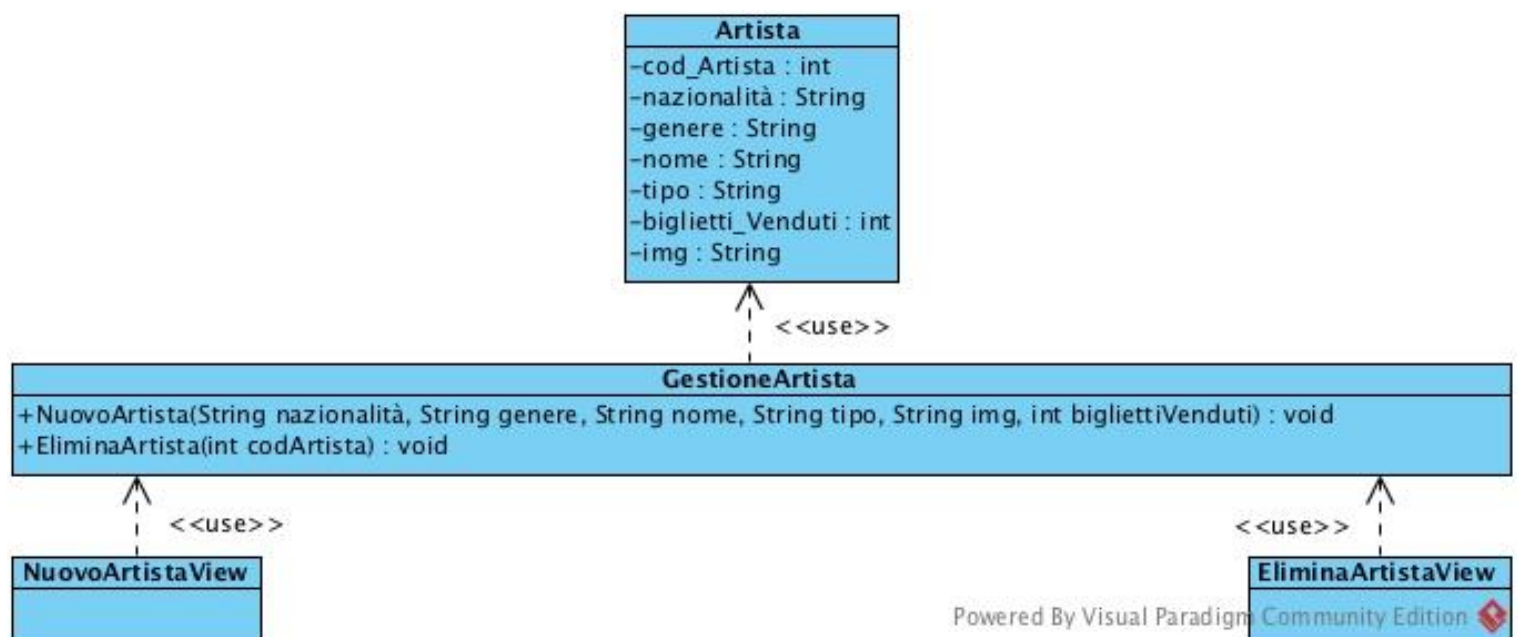 Artista
-cod_Artista : int
-nazionalità : String
-genere : String
-nome : String
-tipo : String
-biglietti_Venduti : int
-img : String
<<use>>
GestioneArtista
+NuovoArtista(String nazionalità, String genere, String nome, String tipo, String img, int bigliettiVenduti) : void
+EliminaArtista(int codArtista) : void
<<use>>
<<use>>
NuovoArtistaView
EliminaArtistaView
Powered By Visual Paradigm Community Edition